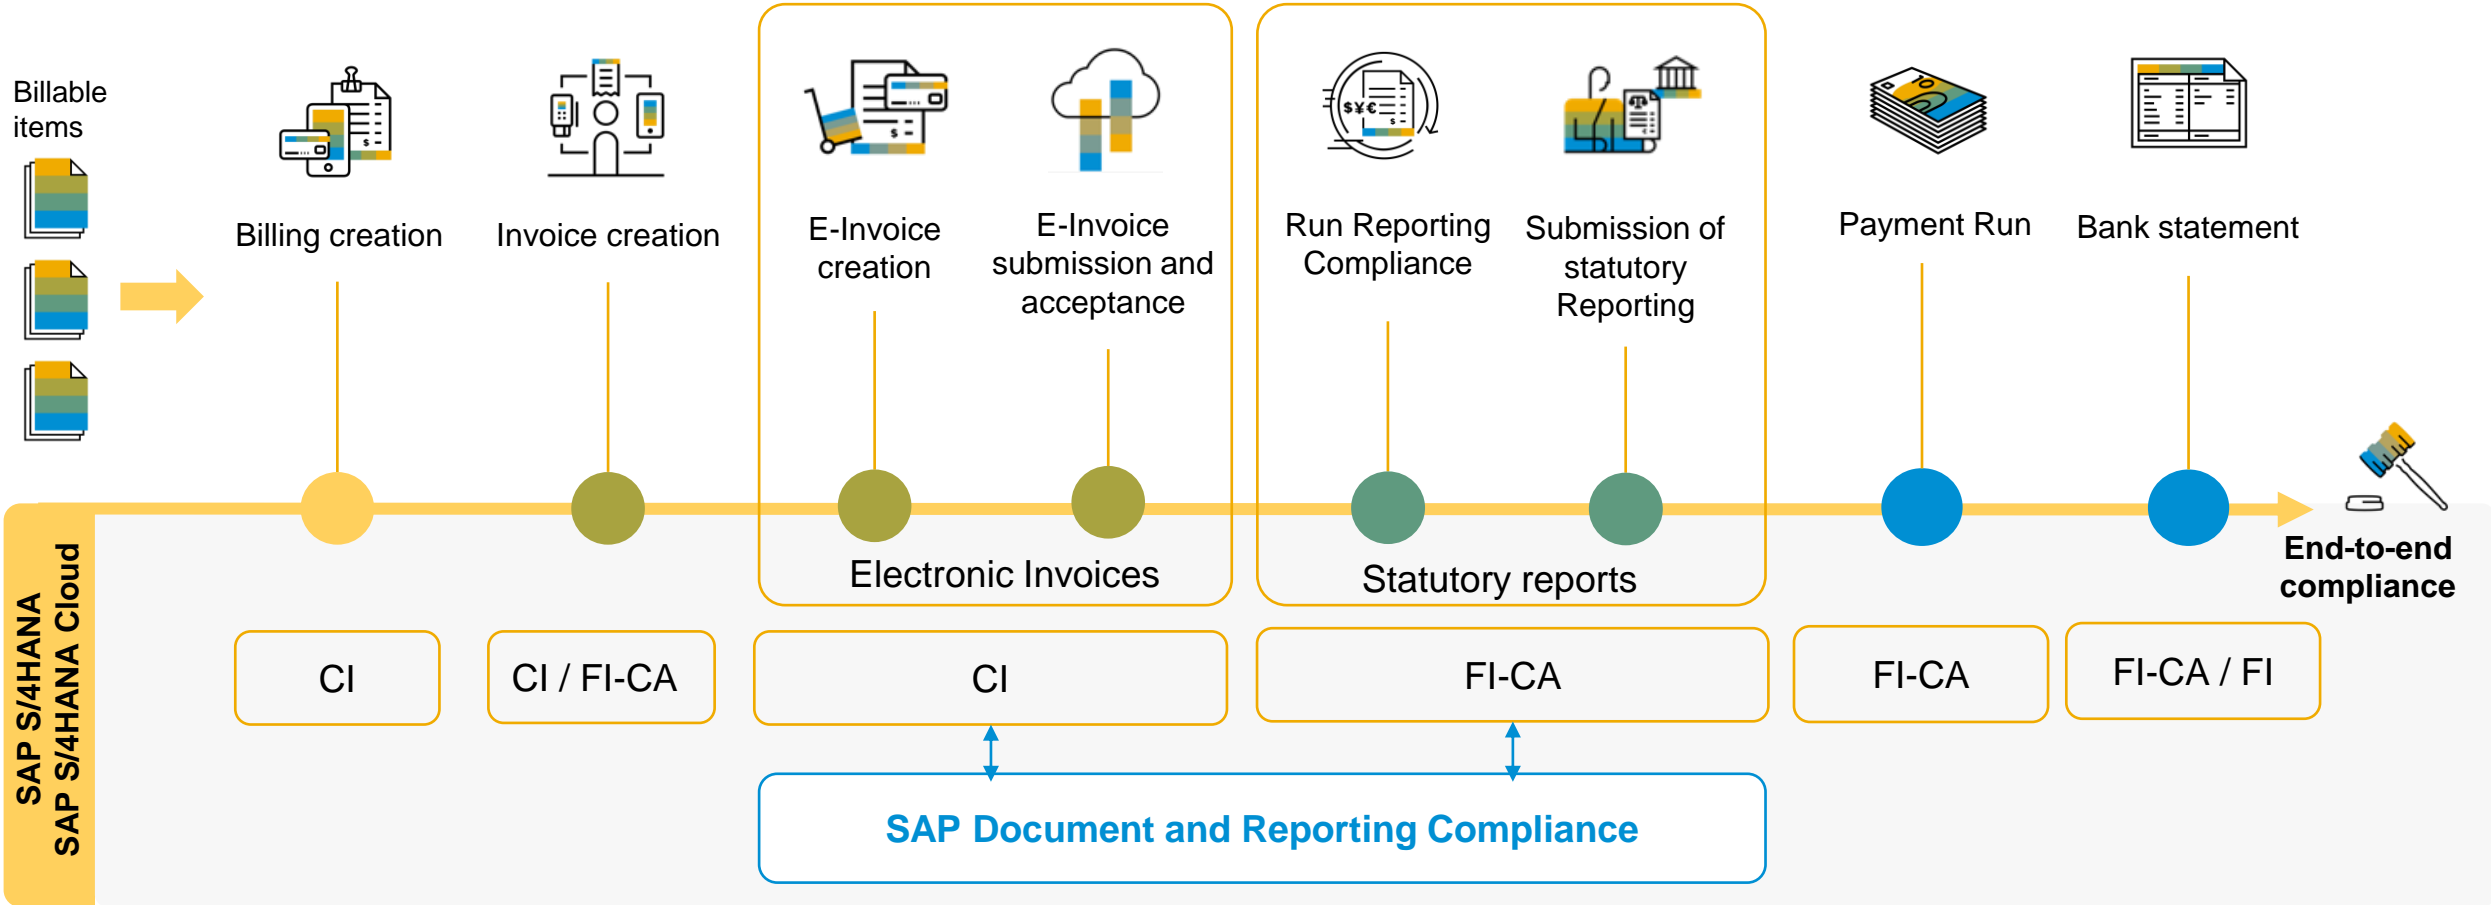 Billable
items
Billing creation
Invoice creation
E-Invoice
creation
E-Invoice
submission and
acceptance
Run Reporting
Compliance
Submission of
statutory
Reporting
Payment Run
Bank statement
$¥€
$
$
$
10
Electronic Invoices
Statutory reports
End-to-end
compliance
SAP S/4HANA
SAP S/4HANA Cloud
CI
CI / FI-CA
CI
FI-CA
FI-CA
FI-CA / FI
SAP Document and Reporting Compliance